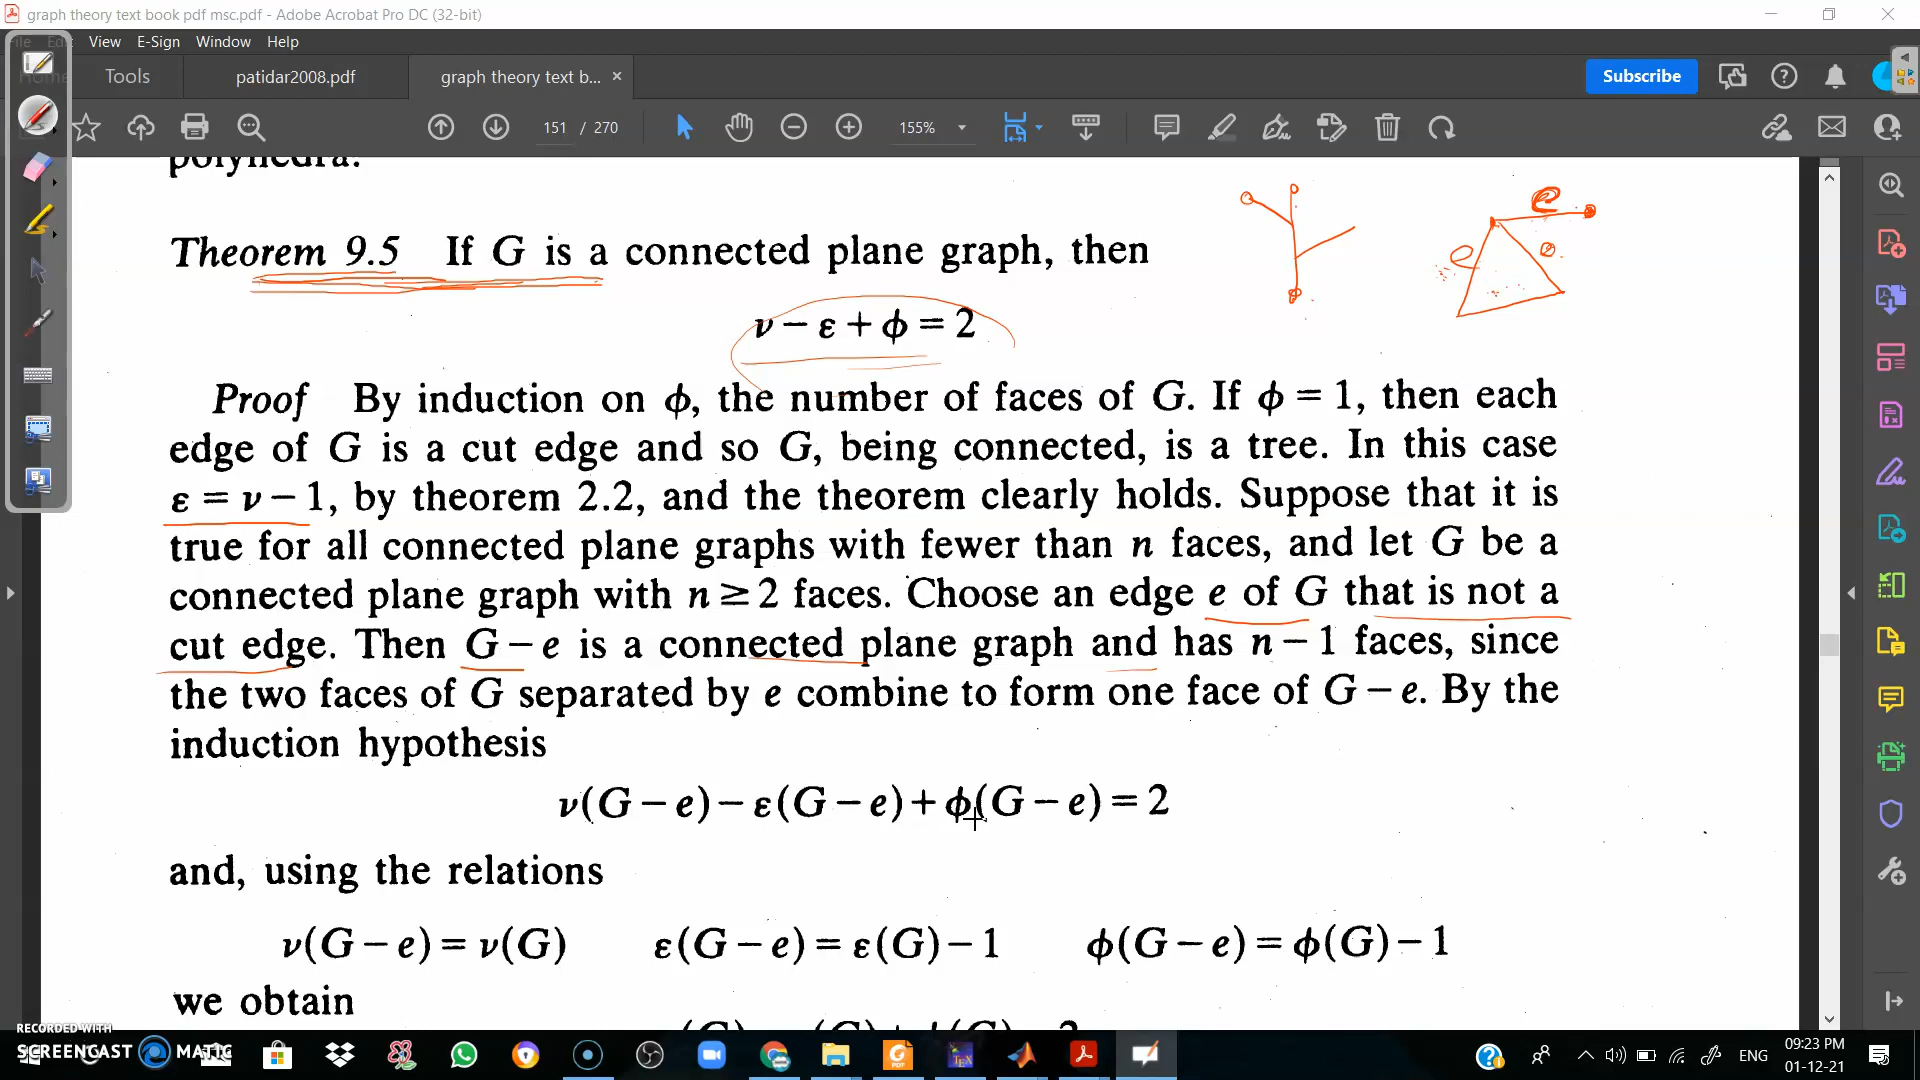 graph theory text book pdf msc.pdf - Adobe Acrobat Pro DC (32-bit)
File Edit View E-Sign Window Help
Home Tools patidar2008.pdf graph theory text b... ×
Subscribe
151 / 270 155%
polyhedra.
Theorem 9.5 If G is a connected plane graph, then
ν − ε + ϕ = 2
Proof By induction on ϕ, the number of faces of G. If ϕ = 1, then each
edge of G is a cut edge and so G, being connected, is a tree. In this case
ε = ν − 1, by theorem 2.2, and the theorem clearly holds. Suppose that it is
true for all connected plane graphs with fewer than n faces, and let G be a
connected plane graph with n ≥ 2 faces. Choose an edge e of G that is not a
cut edge. Then G − e is a connected plane graph and has n − 1 faces, since
the two faces of G separated by e combine to form one face of G − e. By the
induction hypothesis
ν(G − e) − ε(G − e) + ϕ(G − e) = 2
and, using the relations
ν(G − e) = ν(G) ε(G − e) = ε(G) − 1 ϕ(G − e) = ϕ(G) − 1
we obtain
e
e
RECORDED WITH
SCREENCAST MATIC
ENG
09:23 PM
01-12-21